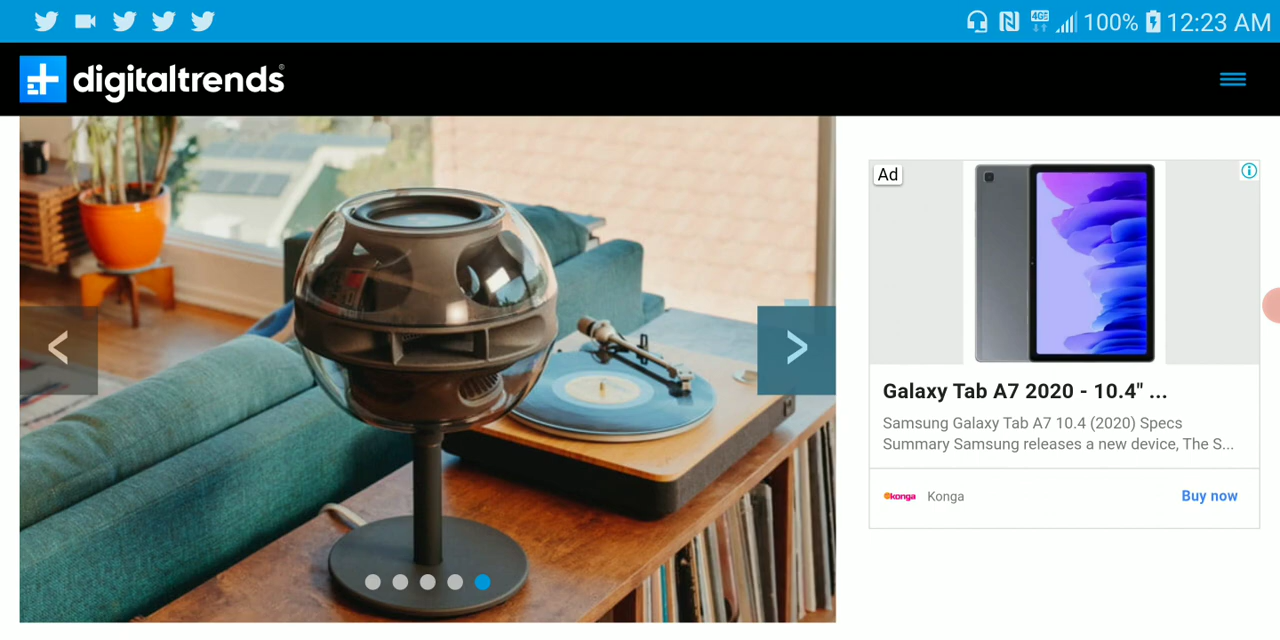 4GE
100%
12:23 AM
digitaltrends®
<
>
Ad
Galaxy Tab A7 2020 - 10.4" ...
Samsung Galaxy Tab A7 10.4 (2020) Specs
Summary Samsung releases a new device, The S...
konga
Konga
Buy now